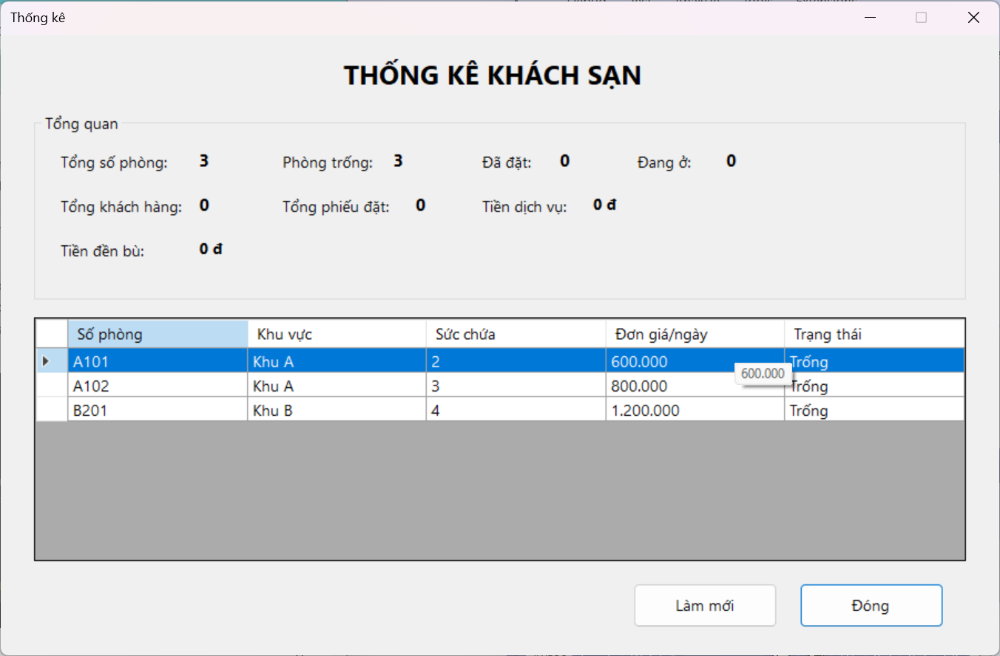 Thống kê
THỐNG KÊ KHÁCH SẠN
Tổng quan
Tổng số phòng: 3 Phòng trống: 3 Đã đặt: 0 Đang ở: 0
Tổng khách hàng: 0 Tổng phiếu đặt: 0 Tiền dịch vụ: 0 đ
Tiền đền bù: 0 đ
Số phòng Khu vực Sức chứa Đơn giá/ngày Trạng thái
A101 Khu A 2 600.000 Trống
600.000
A102 Khu A 3 800.000 Trống
B201 Khu B 4 1.200.000 Trống
Làm mới Đóng